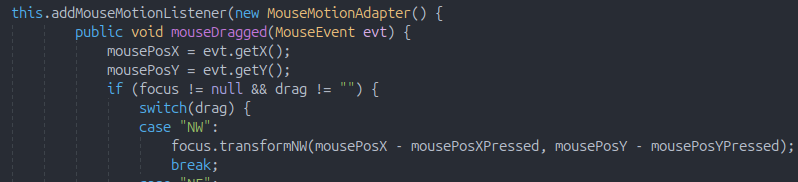 this.addMouseMotionListener(new MouseMotionAdapter() {
public void mouseDragged(MouseEvent evt) {
mousePosX = evt.getX();
mousePosY = evt.getY();
if (focus != null && drag != "") {
switch(drag) {
case "NW":
focus.transformNW(mousePosX - mousePosXPressed, mousePosY - mousePosYPressed);
break;
case "NE":